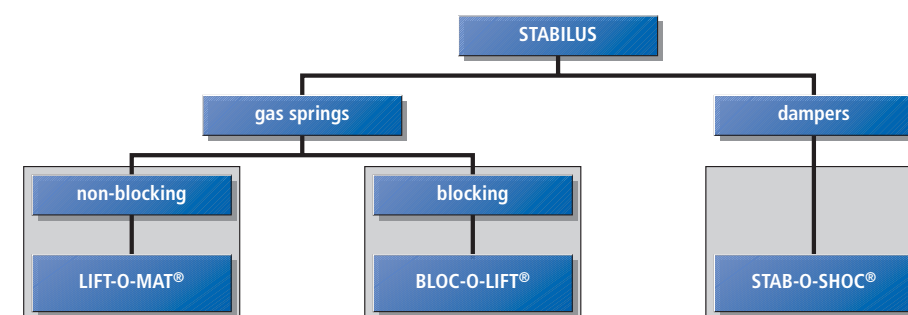 STABILUS
gas springs
dampers
non-blocking
blocking
LIFT-O-MAT®
BLOC-O-LIFT®
STAB-O-SHOC®